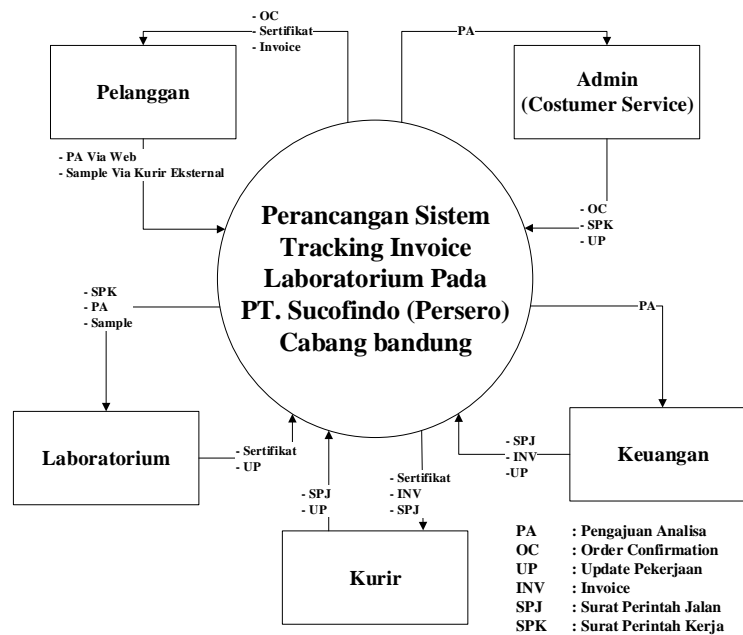 - OC
- Sertifikat
- Invoice
PA
Pelanggan
Admin
(Costumer Service)
- PA Via Web
- Sample Via Kurir Eksternal
- OC
- SPK
- UP
Perancangan Sistem
Tracking Invoice
Laboratorium Pada
PT. Sucofindo (Persero)
Cabang bandung
- SPK
- PA
- Sample
PA
Laboratorium
- Sertifikat
- UP
- SPJ
- UP
- Sertifikat
- INV
- SPJ
- SPJ
- INV
-UP
Keuangan
Kurir
PA : Pengajuan Analisa
OC : Order Confirmation
UP : Update Pekerjaan
INV : Invoice
SPJ : Surat Perintah Jalan
SPK : Surat Perintah Kerja